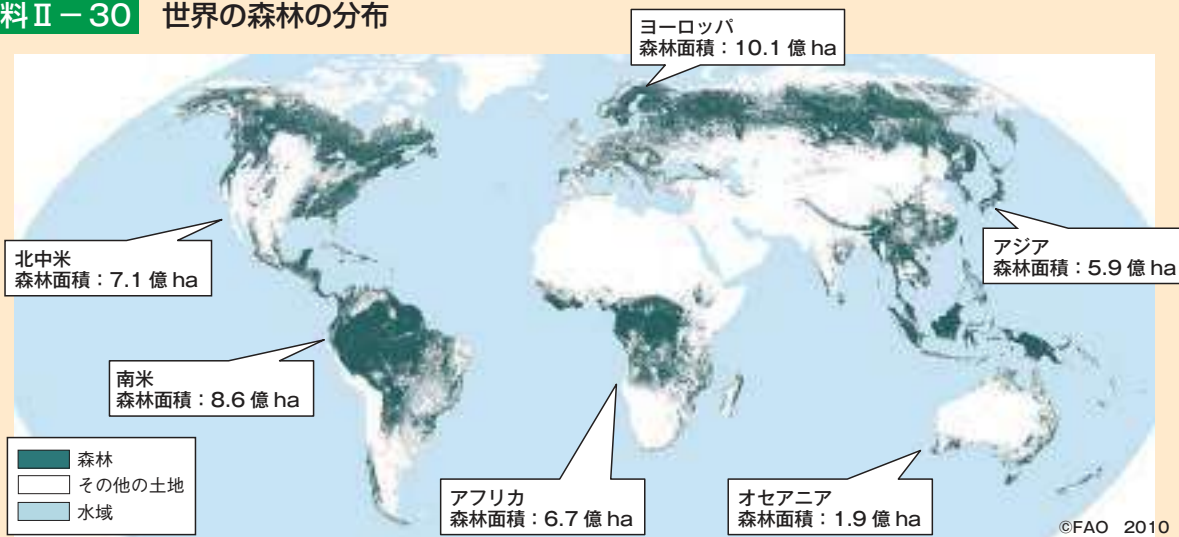 料Ⅱ－30 世界の森林の分布
ヨーロッパ
森林面積：10.1 億 ha
北中米
森林面積：7.1 億 ha
アジア
森林面積：5.9 億 ha
南米
森林面積：8.6 億 ha
アフリカ
森林面積：6.7 億 ha
オセアニア
森林面積：1.9 億 ha
森林
その他の土地
水域
©FAO 2010